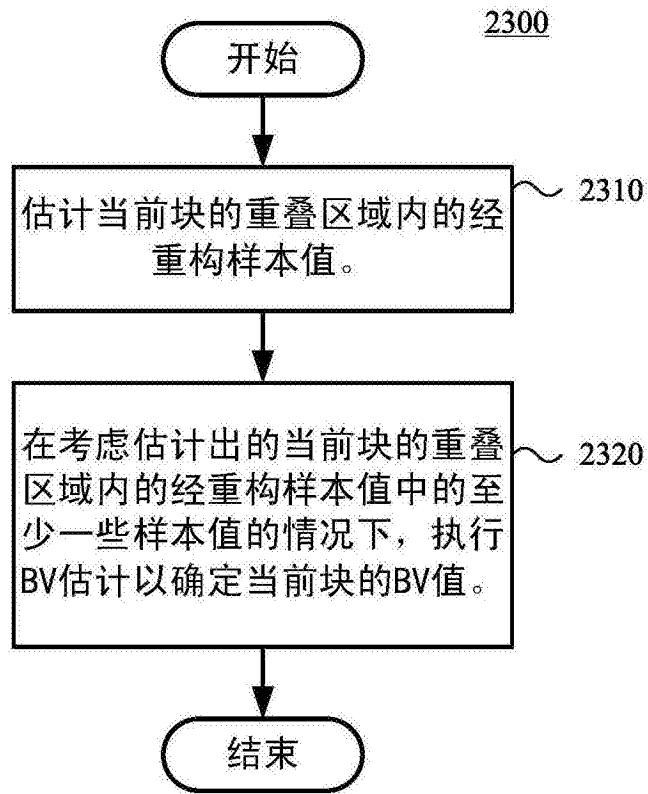 2300
开始
估计当前块的重叠区域内的经
重构样本值。
2310
在考虑估计出的当前块的重叠
区域内的经重构样本值中的至
少一些样本值的情况下，执行
BV估计以确定当前块的BV值。
2320
结束